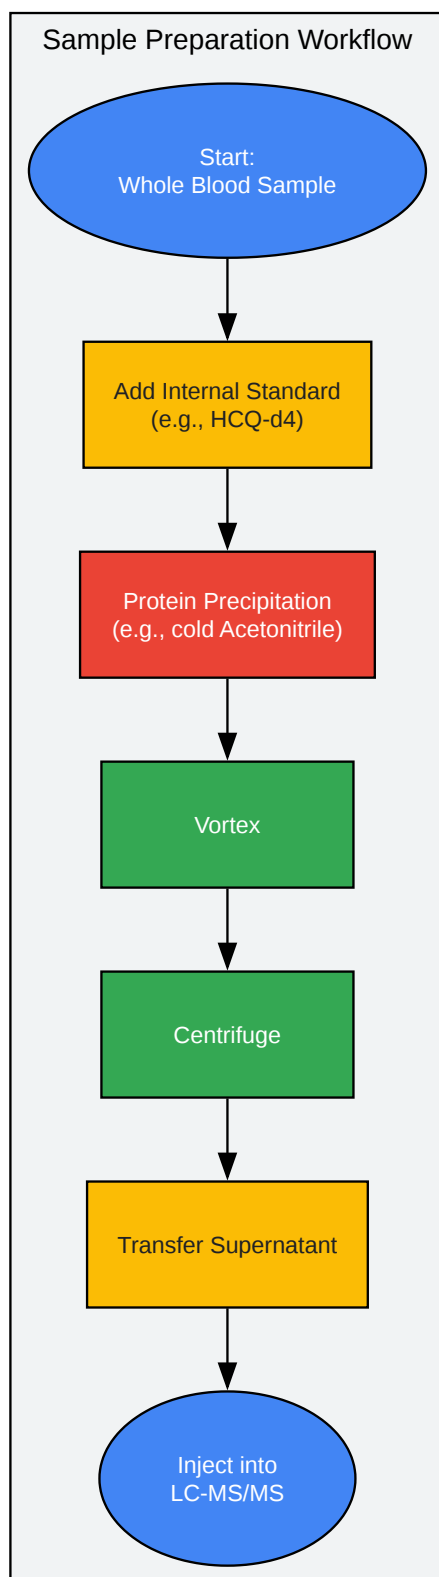 Sample Preparation Workflow
Start:
Whole Blood Sample
Add Internal Standard
(e.g., HCQ-d4)
Protein Precipitation
(e.g., cold Acetonitrile)
Vortex
Centrifuge
Transfer Supernatant
Inject into
LC-MS/MS